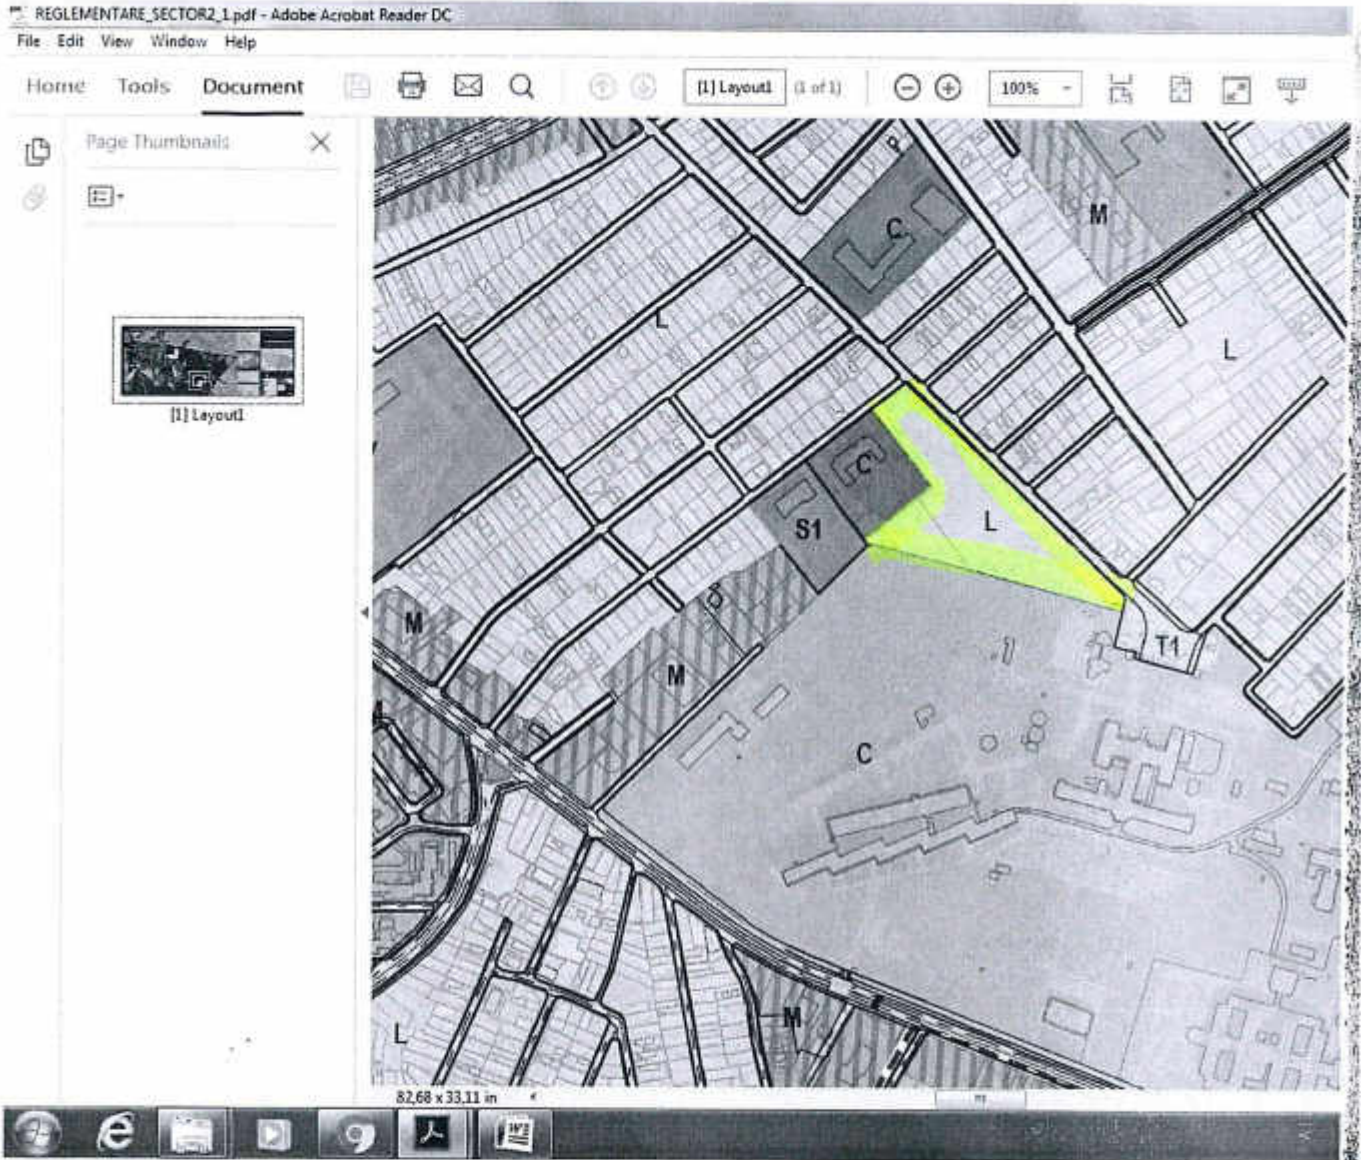 REGLEMENTARE_SECTOR2_1.pdf - Adobe Acrobat Reader DC
File Edit View Window Help
Home Tools Document
[1] Layout1 (1 of 1) 100%
Page Thumbnails
[1] Layout1
C
M
L
L
C
S1
L
M
M
T1
C
M
L
82,68 x 33,11 in